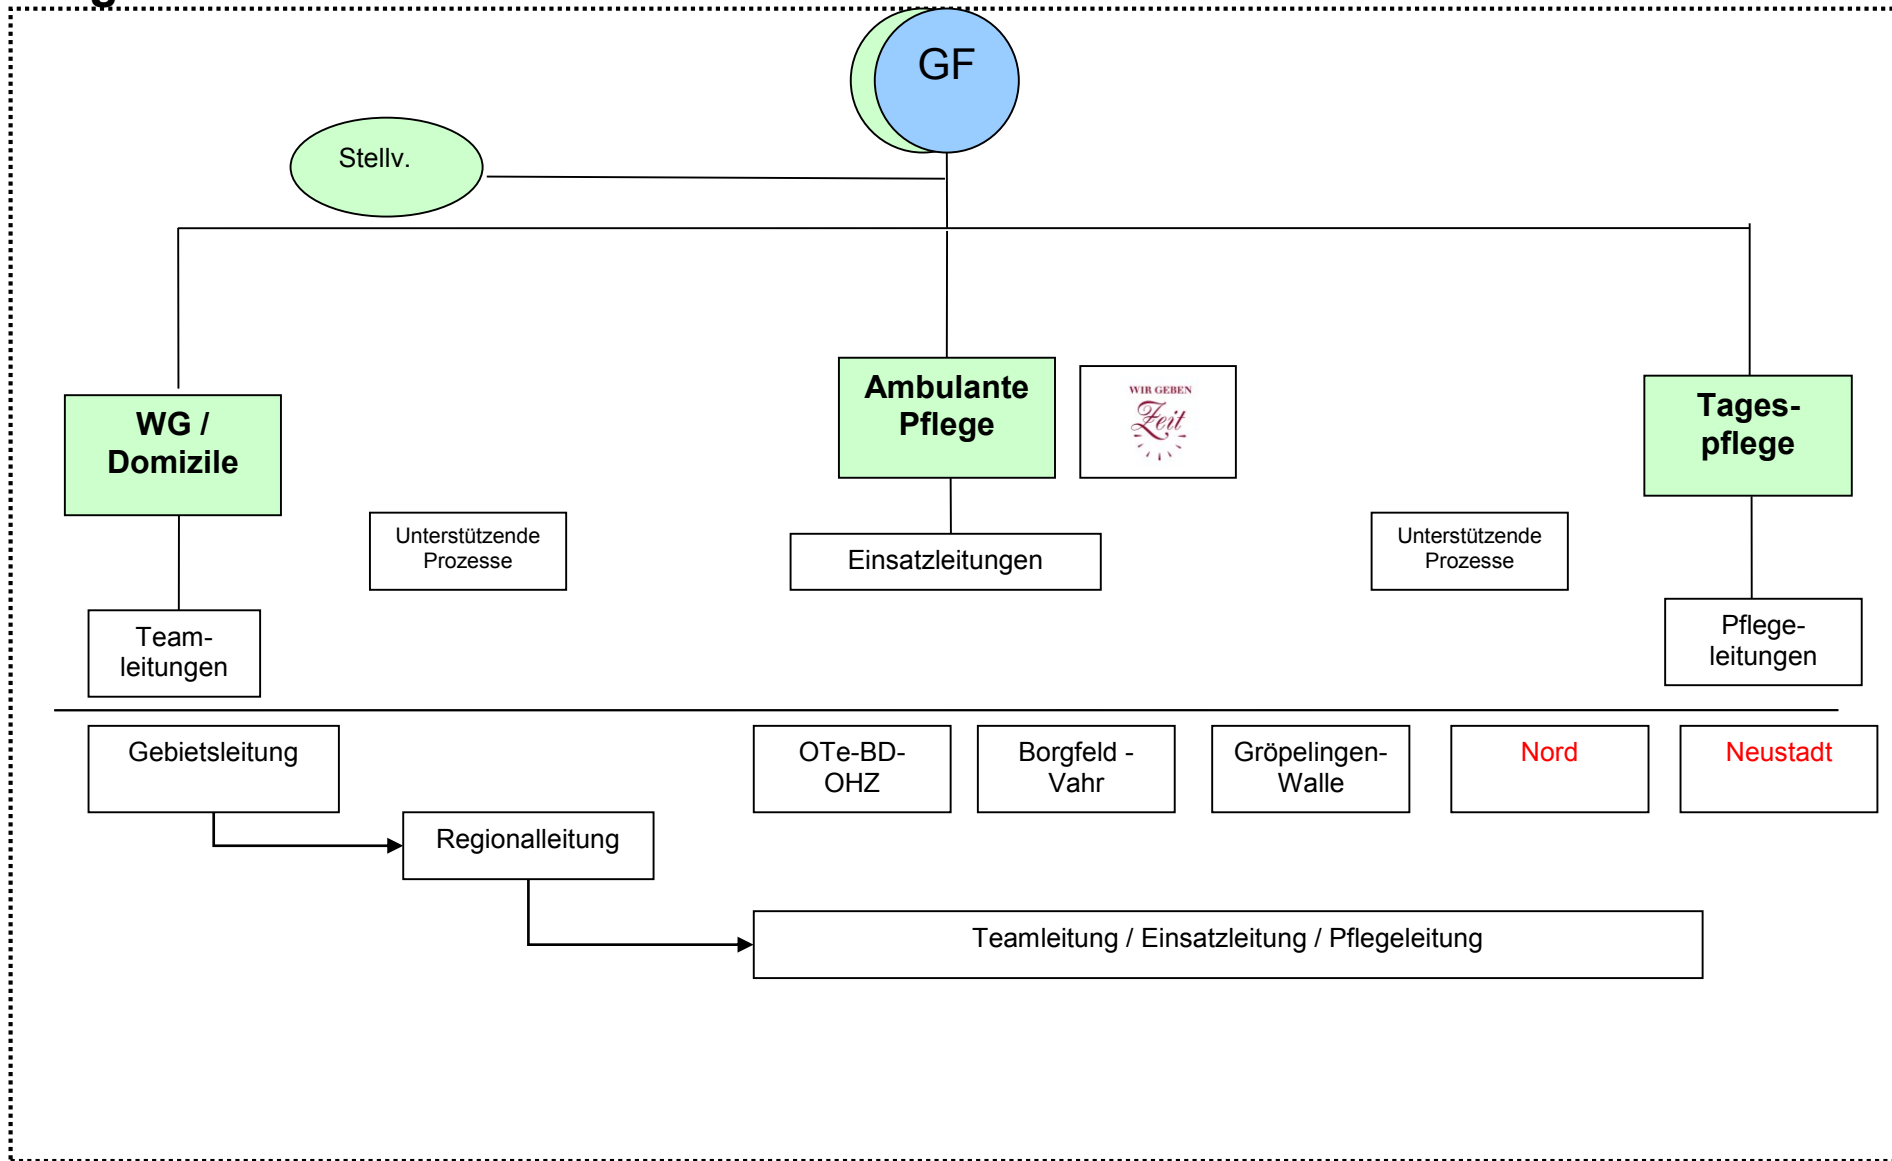 GF
Stellv.
WG /
Domizile
Ambulante
Pflege
WIR GEBEN
Zeit
Tages-
pflege
Unterstützende
Prozesse
Einsatzleitungen
Unterstützende
Prozesse
Team-
leitungen
Pflege-
leitungen
Gebietsleitung
OTe-BD-
OHZ
Borgfeld -
Vahr
Gröpelingen-
Walle
Nord
Neustadt
Regionalleitung
Teamleitung / Einsatzleitung / Pflegeleitung